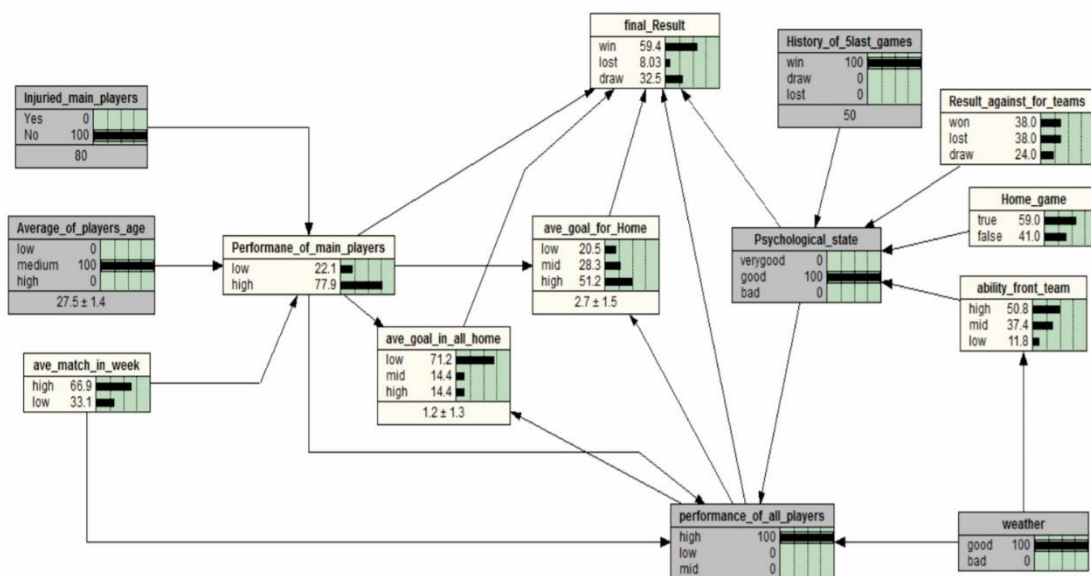 final_Result
win 59.4
lost 8.03
draw 32.5
History_of_5last_games
win 100
draw 0
lost 0
50
Injuried_main_players
Yes 0
No 100
80
Result_against_for_teams
won 38.0
lost 38.0
draw 24.0
Home_game
true 59.0
false 41.0
Average_of_players_age
low 0
medium 100
high 0
27.5 ± 1.4
Performane_of_main_players
low 22.1
high 77.9
ave_goal_for_Home
low 20.5
mid 28.3
high 51.2
2.7 ± 1.5
Psychological_state
verygood 0
good 100
bad 0
ability_front_team
high 50.8
mid 37.4
low 11.8
ave_match_in_week
high 66.9
low 33.1
ave_goal_in_all_home
low 71.2
mid 14.4
high 14.4
1.2 ± 1.3
performance_of_all_players
high 100
low 0
mid 0
weather
good 100
bad 0